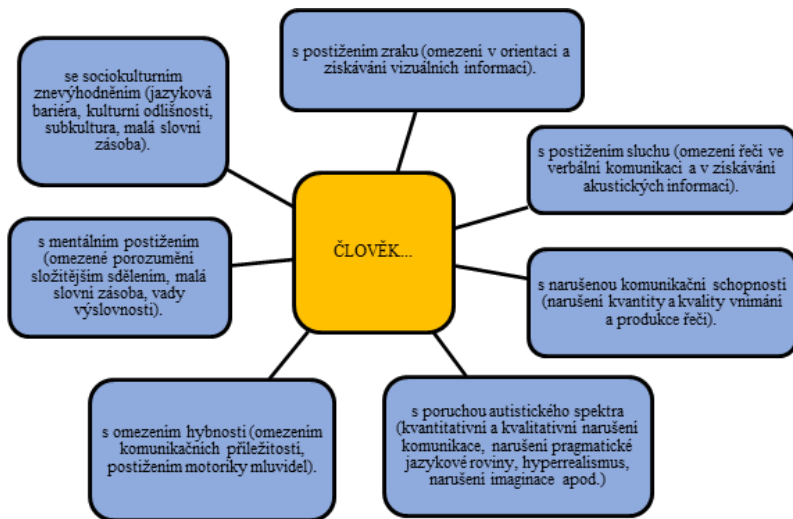 s postižením zraku (omezení v orientaci a
získávání vizuálních informací).
se sociokulturním
znevýhodněním (jazyková
bariéra, kulturní odlišnosti,
subkultura, malá slovní
zásoba).
s postižením sluchu (omezení řeči ve
verbální komunikaci a v získávání
akustických informací).
ČLOVĚK...
s mentálním postižením
(omezené porozumění
složitějším sdělením, malá
slovní zásoba, vady
výslovnosti).
s narušenou komunikační schopností
(narušení kvantity a kvality vnímání
a produkce řeči).
s omezením hybnosti (omezením
komunikačních příležitostí,
postižením motoriky mluvidel).
s poruchou autistického spektra
(kvantitativní a kvalitativní narušení
komunikace, narušení pragmatické
jazykové roviny, hyperrealismus,
narušení imaginace apod.)